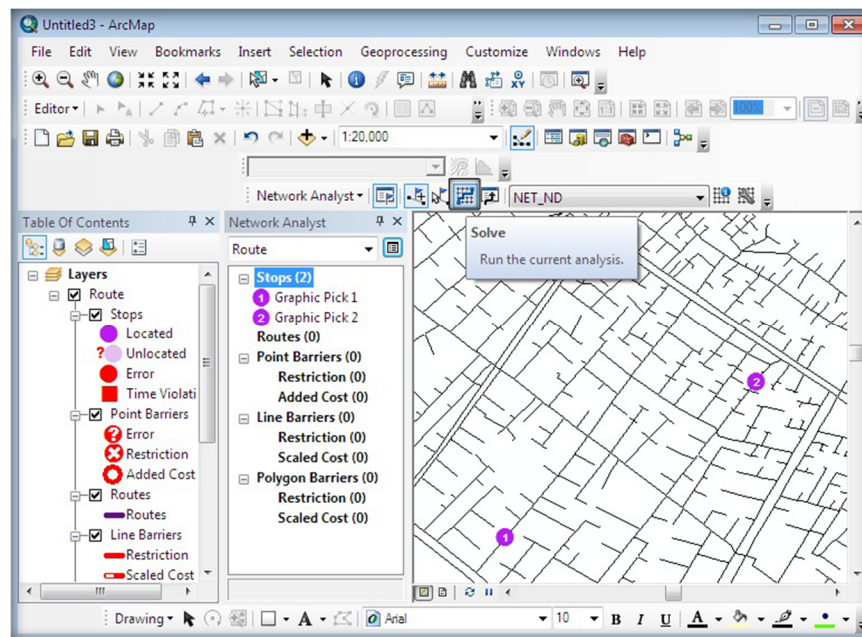 Untitled3 - ArcMap
File Edit View Bookmarks Insert Selection Geoprocessing Customize Windows Help
Editor 100%
1:20,000
Network Analyst NET_ND
Table Of Contents
Layers
Route
Stops
Located
? Unlocated
Error
Time Violati
Point Barriers
? Error
Restriction
Added Cost
Routes
Routes
Line Barriers
Restriction
Scaled Cost
Network Analyst
Route
Stops (2)
1 Graphic Pick 1
2 Graphic Pick 2
Routes (0)
Point Barriers (0)
Restriction (0)
Added Cost (0)
Line Barriers (0)
Restriction (0)
Scaled Cost (0)
Polygon Barriers (0)
Restriction (0)
Scaled Cost (0)
Solve
Run the current analysis.
2
1
Drawing A Arial 10 B I U A